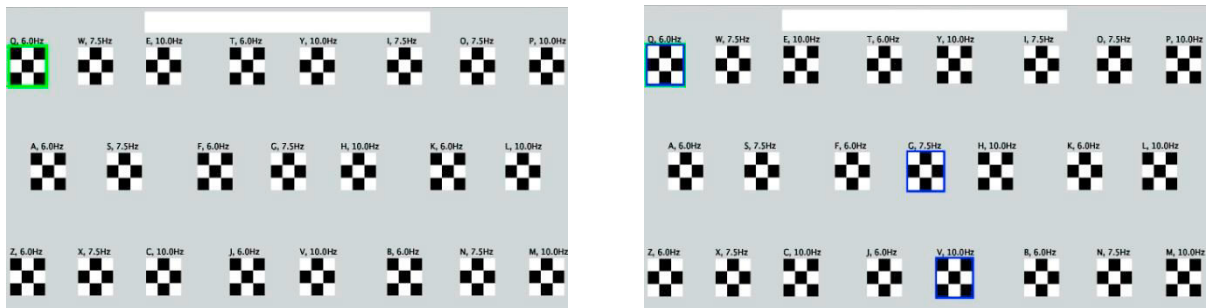 Q, 6.0Hz W, 7.5Hz E, 10.0Hz T, 6.0Hz Y, 10.0Hz I, 7.5Hz O, 7.5Hz P, 10.0Hz
A, 6.0Hz S, 7.5Hz F, 6.0Hz G, 7.5Hz H, 10.0Hz K, 6.0Hz L, 10.0Hz
Z, 6.0Hz X, 7.5Hz C, 10.0Hz J, 6.0Hz V, 10.0Hz B, 6.0Hz N, 7.5Hz M, 10.0Hz
Q, 6.0Hz W, 7.5Hz E, 10.0Hz T, 6.0Hz Y, 10.0Hz I, 7.5Hz O, 7.5Hz P, 10.0Hz
A, 6.0Hz S, 7.5Hz F, 6.0Hz G, 7.5Hz H, 10.0Hz K, 6.0Hz L, 10.0Hz
Z, 6.0Hz X, 7.5Hz C, 10.0Hz J, 6.0Hz V, 10.0Hz B, 6.0Hz N, 7.5Hz M, 10.0Hz